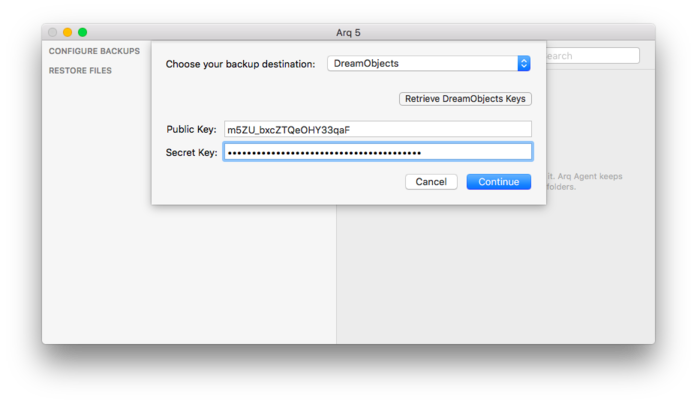 Arq 5
CONFIGURE BACKUPS
RESTORE FILES
earch
Choose your backup destination: DreamObjects
Retrieve DreamObjects Keys
Public Key: m5ZU_bxcZTQeOHY33qaF
Secret Key: ••••••••••••••••••••••••••••••••••••••••
it. Arq Agent keeps
folders.
Cancel Continue